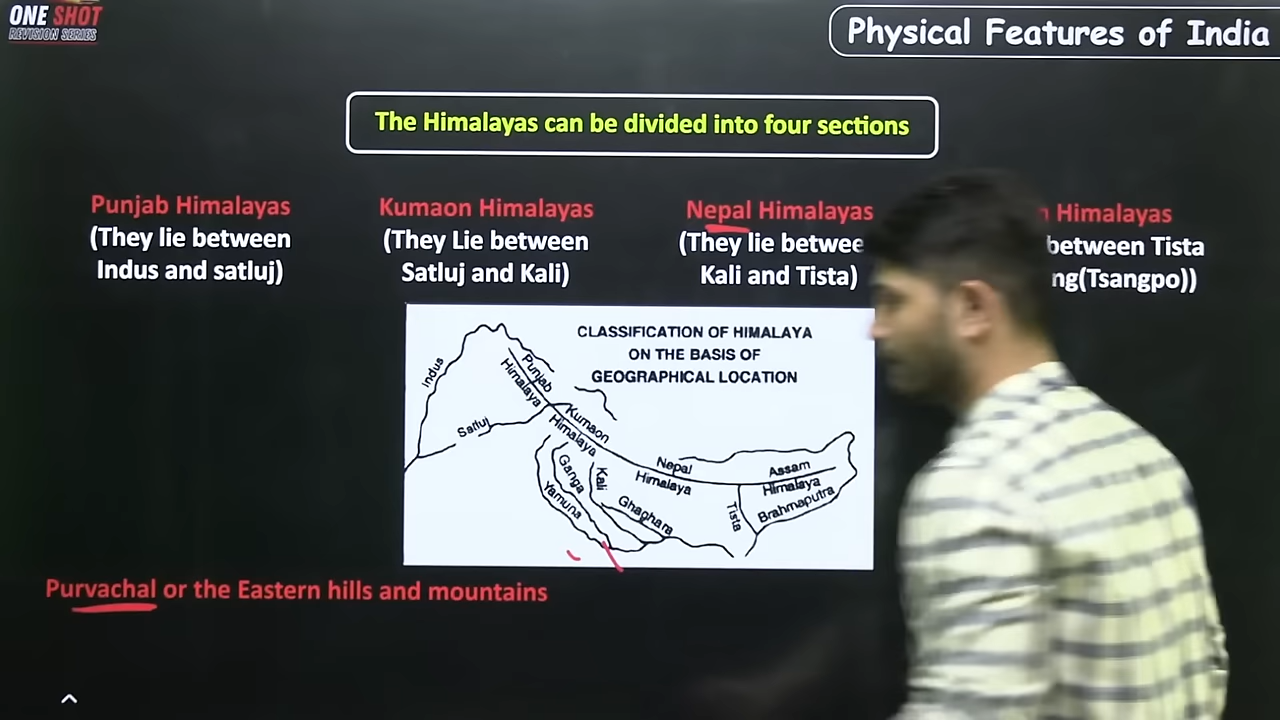 ONE SHOT
REVISION SERIES
Physical Features of India
The Himalayas can be divided into four sections
Punjab Himalayas
(They lie between
Indus and satluj)
Kumaon Himalayas
(They Lie between
Satluj and Kali)
Nepal Himalayas
(They lie betwee
Kali and Tista)
Himalayas
between Tista
ng(Tsangpo))
CLASSIFICATION OF HIMALAYA
ON THE BASIS OF
GEOGRAPHICAL LOCATION
Indus
Satluj
Punjab
Himalaya
Kumaon
Himalaya
Ganga
Yamuna
Kali
Ghaghara
Nepal
Himalaya
Tista
Assam
Himalaya
Brahmaputra
Purvachal or the Eastern hills and mountains